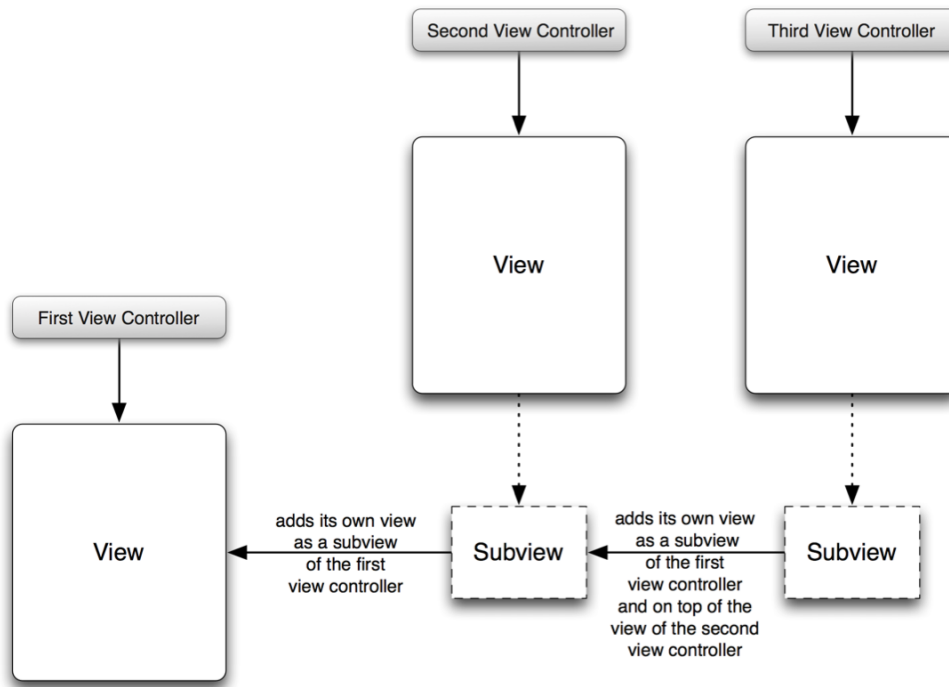 Second View Controller
Third View Controller
View
View
First View Controller
View
adds its own view
as a subview
of the first
view controller
Subview
adds its own view
as a subview
of the first
view controller
and on top of the
view of the second
view controller
Subview